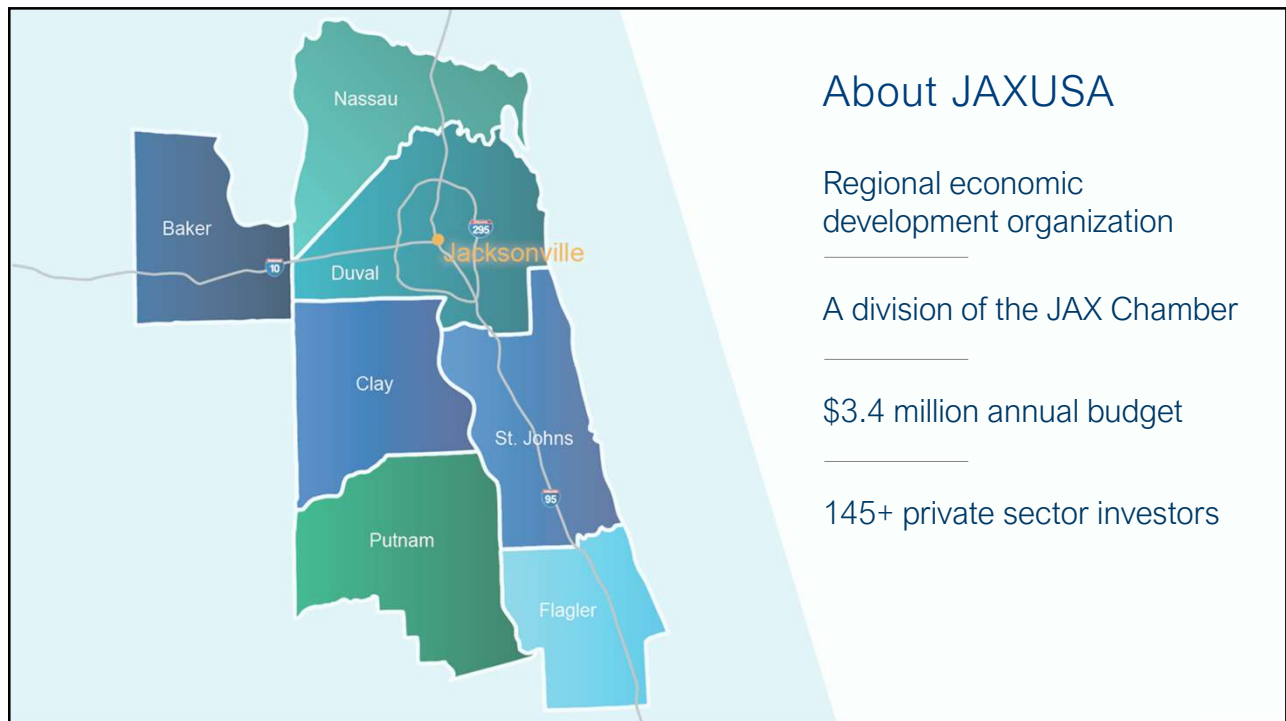 About JAXUSA
Regional economic
development organization
A division of the JAX Chamber
$3.4 million annual budget
145+ private sector investors
Nassau
Baker
295
Jacksonville
10
Duval
Clay
St. Johns
95
Putnam
Flagler